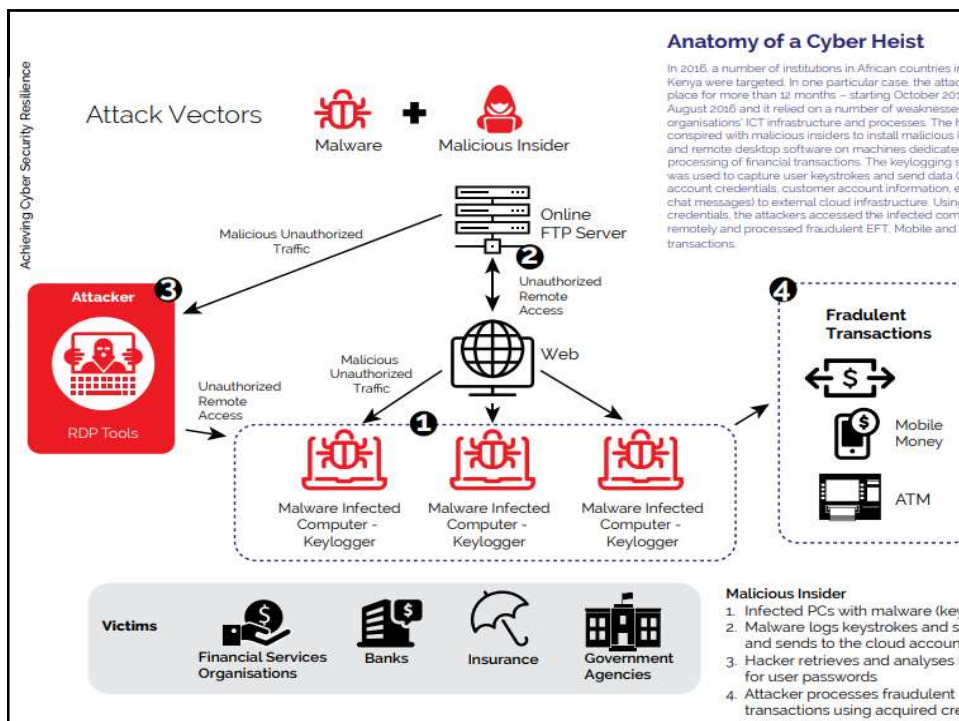 Achieving Cyber Security Resilience
Attack Vectors
Malware
Malicious Insider
Anatomy of a Cyber Heist
In 2016, a number of institutions in African countries in
Kenya were targeted. In one particular case, the attac
place for more than 12 months – starting October 201
August 2016 and it relied on a number of weaknesses
organisations' ICT infrastructure and processes. The h
conspired with malicious insiders to install malicious k
and remote desktop software on machines dedicated
processing of financial transactions. The keylogging s
was used to capture user keystrokes and send data (
account credentials, customer account information, e
chat messages) to external cloud infrastructure. Using
credentials, the attackers accessed the infected com
remotely and processed fraudulent EFT. Mobile and
transactions.
Online
FTP Server
Malicious Unauthorized
Traffic
2
Unauthorized
Remote
Access
3
Attacker
RDP Tools
Unauthorized
Remote
Access
Malicious
Unauthorized
Traffic
Web
1
Malware Infected
Computer -
Keylogger
Malware Infected
Computer -
Keylogger
Malware Infected
Computer -
Keylogger
4
Fradulent
Transactions
$
$
Mobile
Money
ATM
Victims
$
Financial Services
Organisations
$
Banks
Insurance
Government
Agencies
Malicious Insider
1. Infected PCs with malware (key
2. Malware logs keystrokes and s
and sends to the cloud accoun
3. Hacker retrieves and analyses
for user passwords
4. Attacker processes fraudulent
transactions using acquired cre